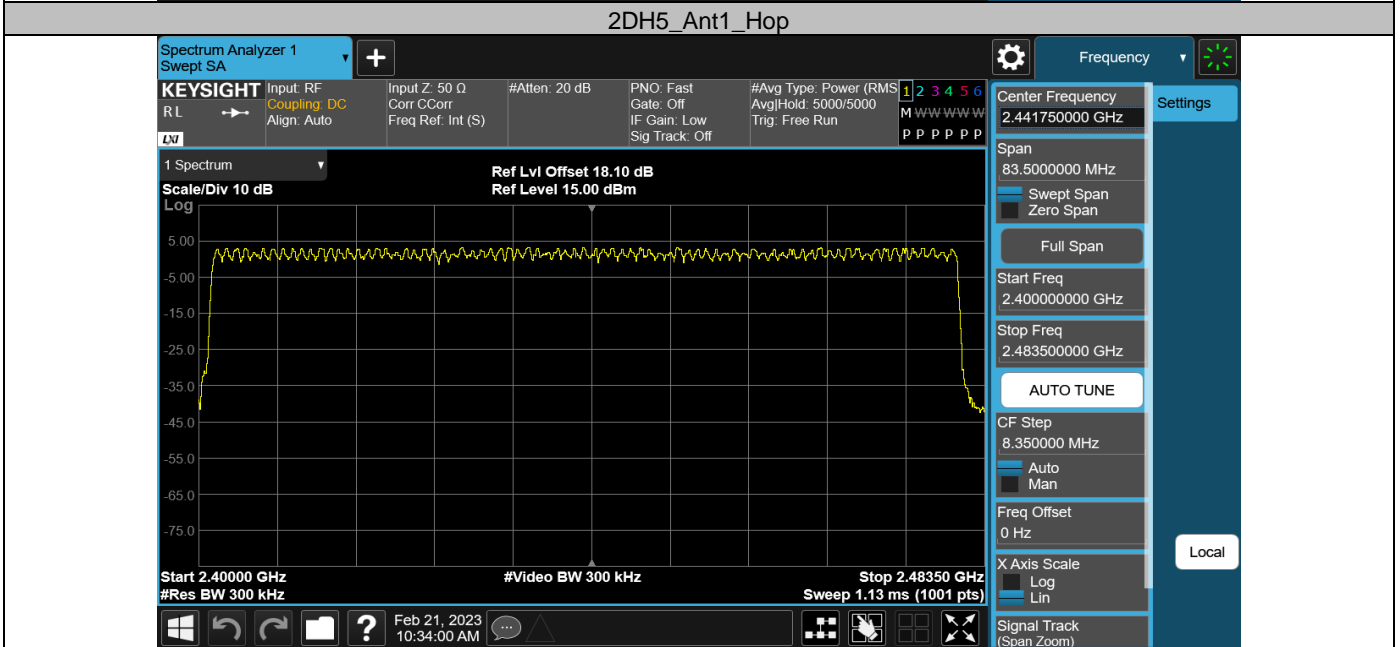 2DH5_Ant1_Hop
Spectrum Analyzer 1
Swept SA
+
Frequency
KEYSIGHT
RL
LXI
Input: RF
Coupling: DC
Align: Auto
Input Z: 50 Ω
Corr CCorr
Freq Ref: Int (S)
#Atten: 20 dB
PNO: Fast
Gate: Off
IF Gain: Low
Sig Track: Off
#Avg Type: Power (RMS
Avg|Hold: 5000/5000
Trig: Free Run
1 2 3 4 5 6
M W W W W W
P P P P P P
1 Spectrum
Scale/Div 10 dB
Ref Lvl Offset 18.10 dB
Ref Level 15.00 dBm
Log
5.00
-5.00
-15.0
-25.0
-35.0
-45.0
-55.0
-65.0
-75.0
Start 2.40000 GHz
#Video BW 300 kHz
Stop 2.48350 GHz
#Res BW 300 kHz
Sweep 1.13 ms (1001 pts)
?
Feb 21, 2023
10:34:00 AM
Center Frequency
2.441750000 GHz
Settings
Span
83.5000000 MHz
Swept Span
Zero Span
Full Span
Start Freq
2.400000000 GHz
Stop Freq
2.483500000 GHz
AUTO TUNE
CF Step
8.350000 MHz
Auto
Man
Freq Offset
0 Hz
Local
X Axis Scale
Log
Lin
Signal Track
(Span Zoom)